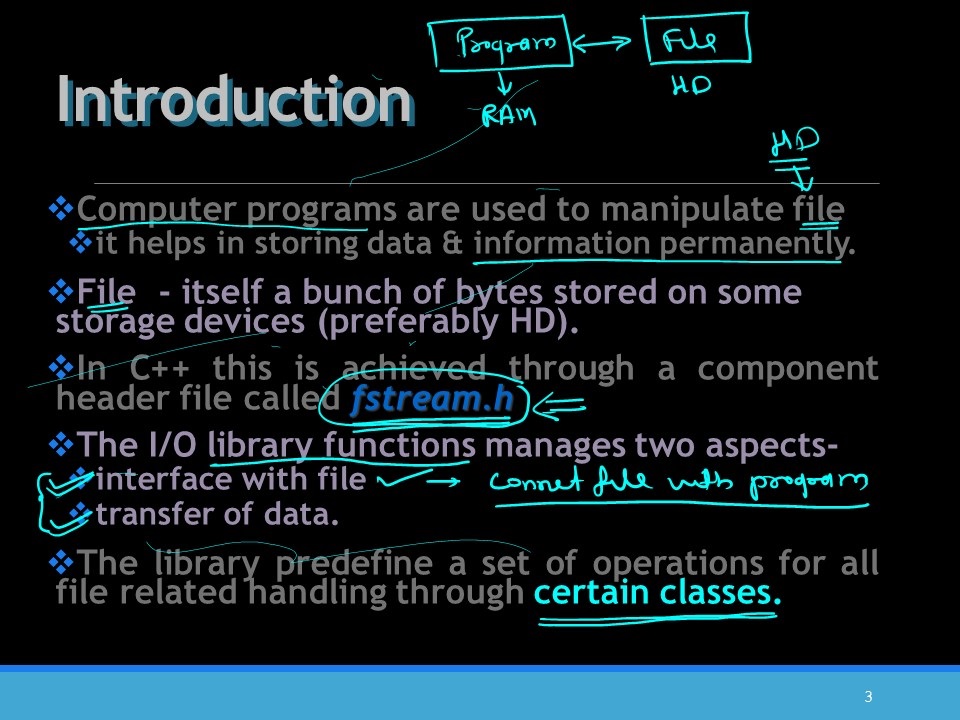 Program ↔ File
RAM
HD
Introduction
HD
❖Computer programs are used to manipulate file
❖it helps in storing data & information permanently.
❖File - itself a bunch of bytes stored on some
storage devices (preferably HD).
❖In C++ this is achieved through a component
header file called fstream.h
❖The I/O library functions manages two aspects-
❖interface with file ✓ → connet file with program
❖transfer of data.
❖The library predefine a set of operations for all
file related handling through certain classes.
3